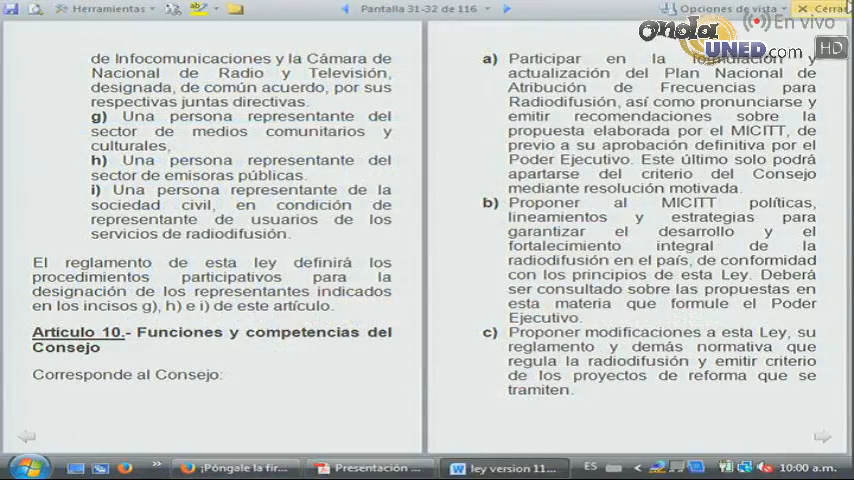 Herramientas
Pantalla 31-32 de 116
Opciones de vista
Cerrar
Onda
UNED.com
En vivo
HD
de Infocomunicaciones y la Cámara de
Nacional de Radio y Televisión,
designada, de común acuerdo, por sus
respectivas juntas directivas.
g) Una persona representante del
sector de medios comunitarios y
culturales,
h) Una persona representante del
sector de emisoras públicas.
i) Una persona representante de la
sociedad civil, en condición de
representante de usuarios de los
servicios de radiodifusión.
El reglamento de esta ley definirá los
procedimientos participativos para la
designación de los representantes indicados
en los incisos g), h) e i) de este artículo.
Artículo 10.- Funciones y competencias del
Consejo
Corresponde al Consejo:
a) Participar en la formulación y
actualización del Plan Nacional de
Atribución de Frecuencias para
Radiodifusión, así como pronunciarse y
emitir recomendaciones sobre la
propuesta elaborada por el MICITT, de
previo a su aprobación definitiva por el
Poder Ejecutivo. Este último solo podrá
apartarse del criterio del Consejo
mediante resolución motivada.
b) Proponer al MICITT políticas,
lineamientos y estrategias para
garantizar el desarrollo y el
fortalecimiento integral de la
radiodifusión en el país, de conformidad
con los principios de esta Ley. Deberá
ser consultado sobre las propuestas en
esta materia que formule el Poder
Ejecutivo.
c) Proponer modificaciones a esta Ley, su
reglamento y demás normativa que
regula la radiodifusión y emitir criterio
de los proyectos de reforma que se
tramiten.
¡Póngale la fir...
Presentación ...
ley version 11...
ES
10:00 a.m.